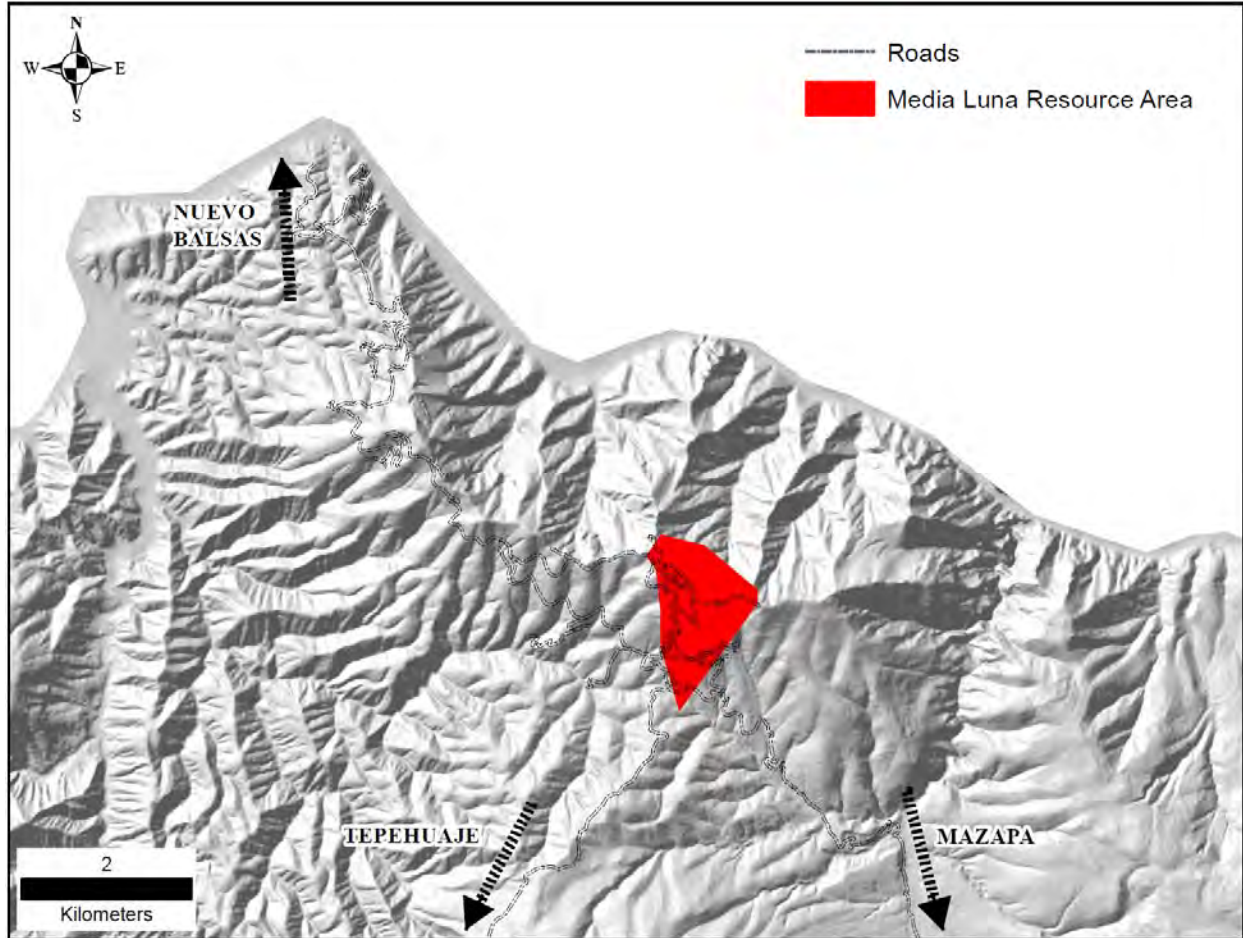 N
W E
S
Roads
Media Luna Resource Area
NUEVO
BALSAS
TEPEHUAJE
MAZAPA
2
Kilometers